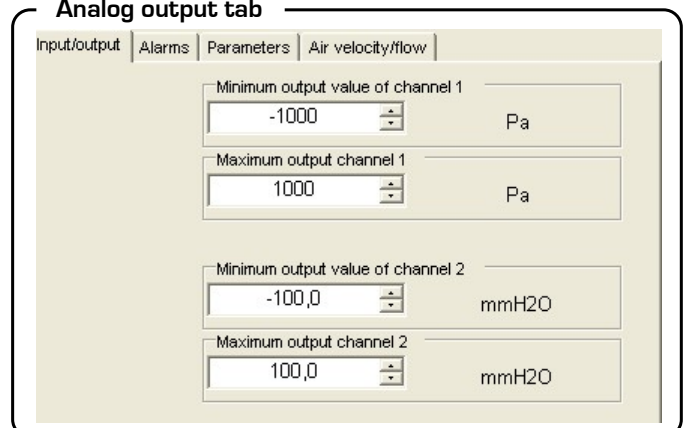 Analog output tab
Input/output Alarms Parameters Air velocity/flow
Minimum output value of channel 1
-1000 Pa
Maximum output channel 1
1000 Pa
Minimum output value of channel 2
-100,0 mmH2O
Maximum output channel 2
100,0 mmH2O